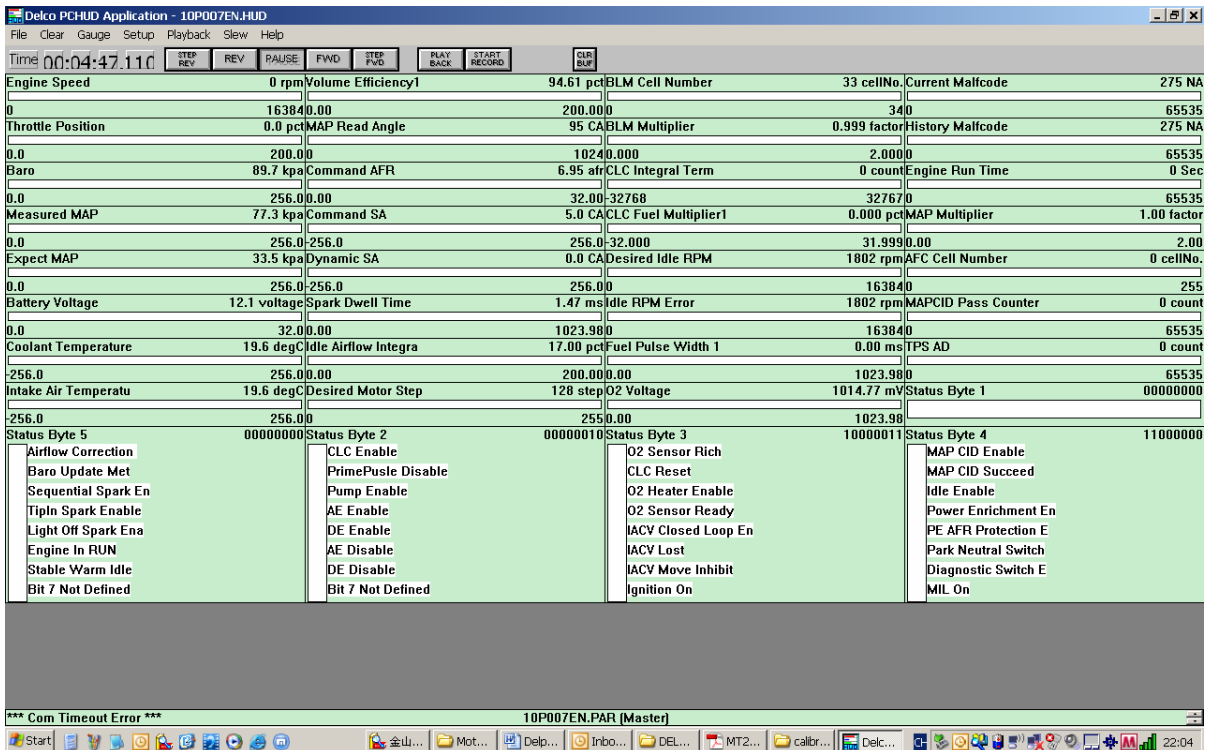 Delco PCHUD Application - 10P007EN.HUD
File Clear Gauge Setup Playback Slew Help
Time 00:04:47.110 STEP REV REV PAUSE FWD STEP FWD PLAY BACK START RECORD CLR BUF
Engine Speed 0 rpm Volume Efficiency1 94.61 pct BLM Cell Number 33 cellNo. Current Malfcode 275 NA
0 16384 0.00 200.00 0 34 0 65535
Throttle Position 0.0 pct MAP Read Angle 95 CA BLM Multiplier 0.999 factor History Malfcode 275 NA
0.0 200.0 0 1024 0.000 2.000 0 65535
Baro 89.7 kpa Command AFR 6.95 afr CLC Integral Term 0 count Engine Run Time 0 Sec
0.0 256.0 0.00 32.00 -32768 32767 0 65535
Measured MAP 77.3 kpa Command SA 5.0 CA CLC Fuel Multiplier1 0.000 pct MAP Multiplier 1.00 factor
0.0 256.0 -256.0 256.0 -32.000 31.999 0.00 2.00
Expect MAP 33.5 kpa Dynamic SA 0.0 CA Desired Idle RPM 1802 rpm AFC Cell Number 0 cellNo.
0.0 256.0 -256.0 256.0 0 16384 0 255
Battery Voltage 12.1 voltage Spark Dwell Time 1.47 ms Idle RPM Error 1802 rpm MAPCID Pass Counter 0 count
0.0 32.0 0.00 1023.98 0 16384 0 65535
Coolant Temperature 19.6 degC Idle Airflow Integra 17.00 pct Fuel Pulse Width 1 0.00 ms TPS AD 0 count
-256.0 256.0 0.00 200.00 0.00 1023.98 0 65535
Intake Air Temperatu 19.6 degC Desired Motor Step 128 step O2 Voltage 1014.77 mV Status Byte 1 00000000
-256.0 256.0 0 255 0.00 1023.98
Status Byte 5 00000000 Status Byte 2 00000010 Status Byte 3 10000011 Status Byte 4 11000000
Airflow Correction CLC Enable O2 Sensor Rich MAP CID Enable
Baro Update Met PrimePusle Disable CLC Reset MAP CID Succeed
Sequential Spark En Pump Enable O2 Heater Enable Idle Enable
TipIn Spark Enable AE Enable O2 Sensor Ready Power Enrichment En
Light Off Spark Ena DE Enable IACV Closed Loop En PE AFR Protection E
Engine In RUN AE Disable IACV Lost Park Neutral Switch
Stable Warm Idle DE Disable IACV Move Inhibit Diagnostic Switch E
Bit 7 Not Defined Bit 7 Not Defined Ignition On MIL On
*** Com Timeout Error *** 10P007EN.PAR (Master)
Start 金山... Mot... Delp... Inbo... DEL... MT2... calibr... Delc... CH 22:04